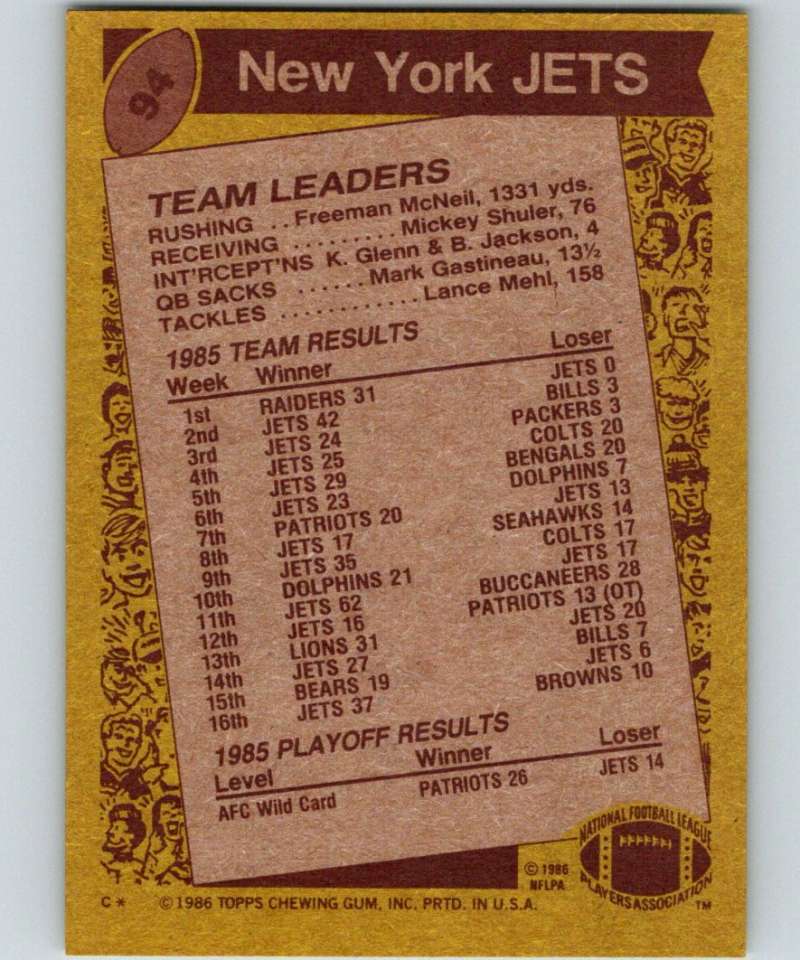 94
New York JETS
TEAM LEADERS
RUSHING ..Freeman McNeil, 1331 yds.
RECEIVING .........Mickey Shuler, 76
INT'RCEPT'NS K. Glenn & B. Jackson, 4
QB SACKS ......Mark Gastineau, 13½
TACKLES ............Lance Mehl, 158
1985 TEAM RESULTS
Week Winner Loser
1st RAIDERS 31 JETS 0
2nd JETS 42 BILLS 3
3rd JETS 24 PACKERS 3
4th JETS 25 COLTS 20
5th JETS 29 BENGALS 20
6th JETS 23 DOLPHINS 7
7th PATRIOTS 20 JETS 13
8th JETS 17 SEAHAWKS 14
9th JETS 35 COLTS 17
10th DOLPHINS 21 JETS 17
11th JETS 62 BUCCANEERS 28
12th JETS 16 PATRIOTS 13 (OT)
13th LIONS 31 JETS 20
14th JETS 27 BILLS 7
15th BEARS 19 JETS 6
16th JETS 37 BROWNS 10
1985 PLAYOFF RESULTS
Level Winner Loser
AFC Wild Card PATRIOTS 26 JETS 14
NATIONAL FOOTBALL LEAGUE
PLAYERS ASSOCIATION
TM
© 1986
NFLPA
C* © 1986 TOPPS CHEWING GUM, INC. PRTD. IN U.S.A.